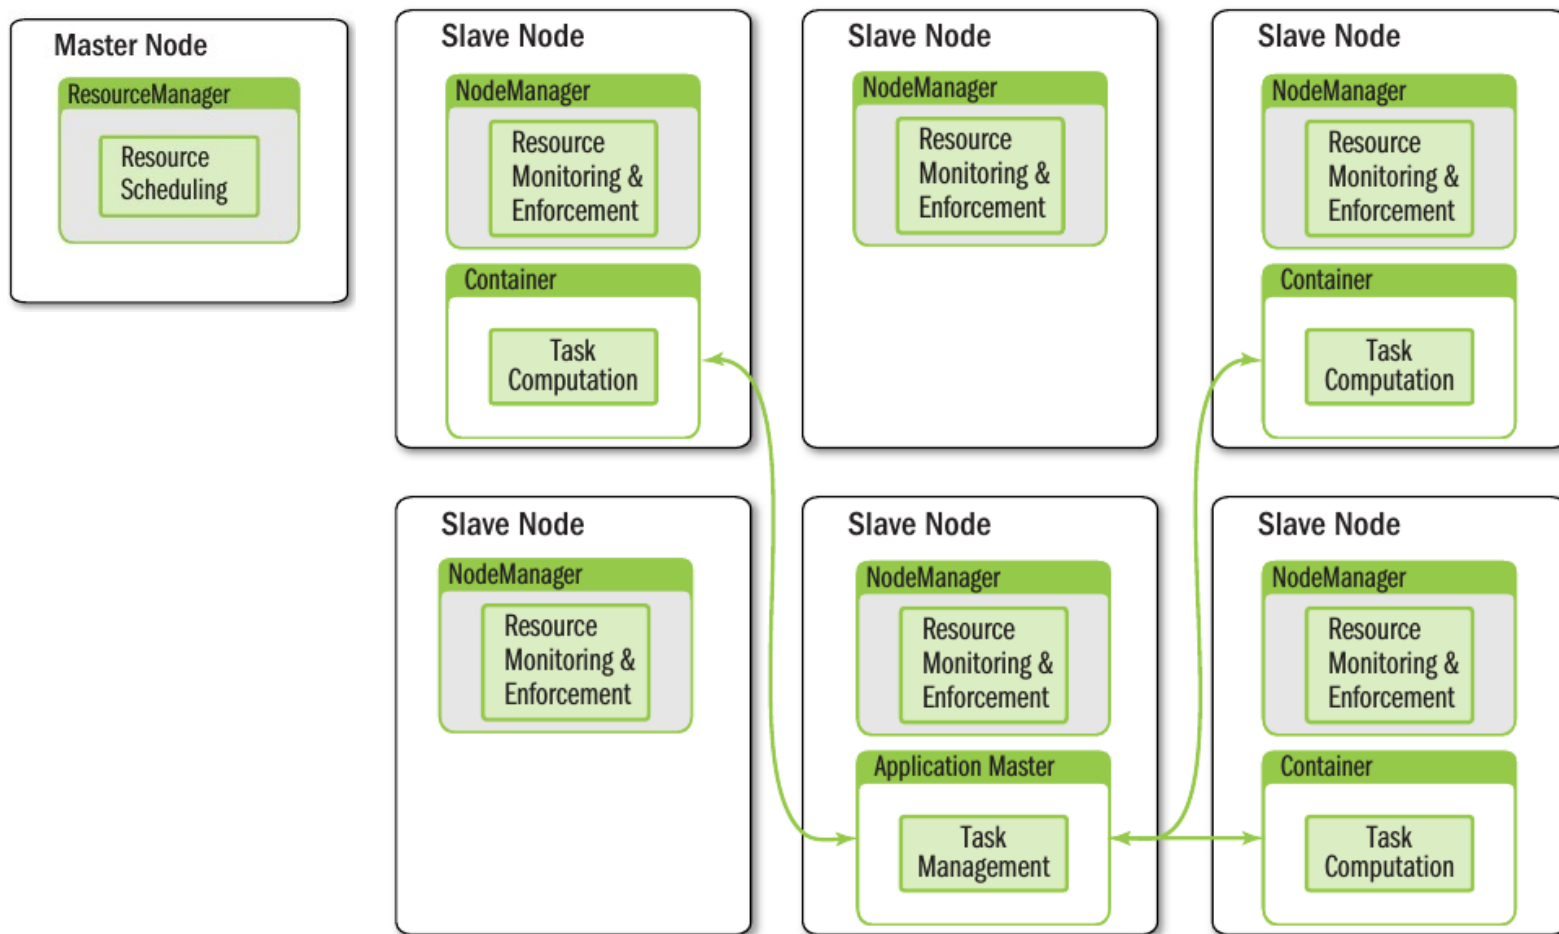 Master Node
ResourceManager
Resource
Scheduling
Slave Node
NodeManager
Resource
Monitoring &
Enforcement
Container
Task
Computation
Slave Node
NodeManager
Resource
Monitoring &
Enforcement
Slave Node
NodeManager
Resource
Monitoring &
Enforcement
Container
Task
Computation
Slave Node
NodeManager
Resource
Monitoring &
Enforcement
Slave Node
NodeManager
Resource
Monitoring &
Enforcement
Application Master
Task
Management
Slave Node
NodeManager
Resource
Monitoring &
Enforcement
Container
Task
Computation